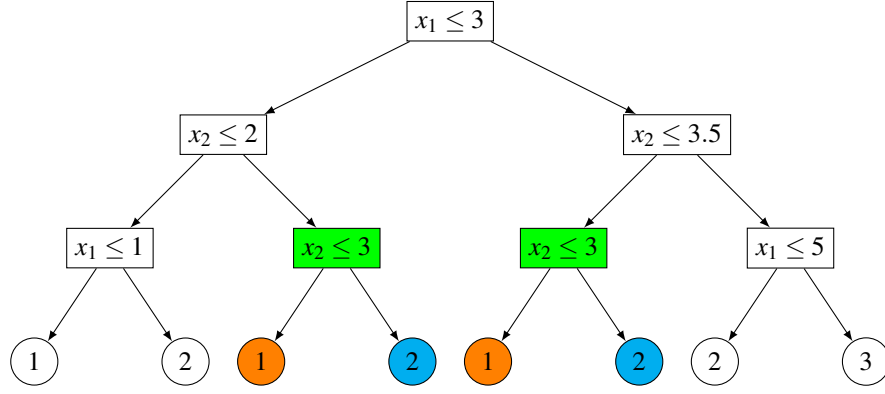 x₁ ≤ 3
x₂ ≤ 2 x₂ ≤ 3.5
x₁ ≤ 1 x₂ ≤ 3 x₂ ≤ 3 x₁ ≤ 5
1 2 1 2 1 2 2 3